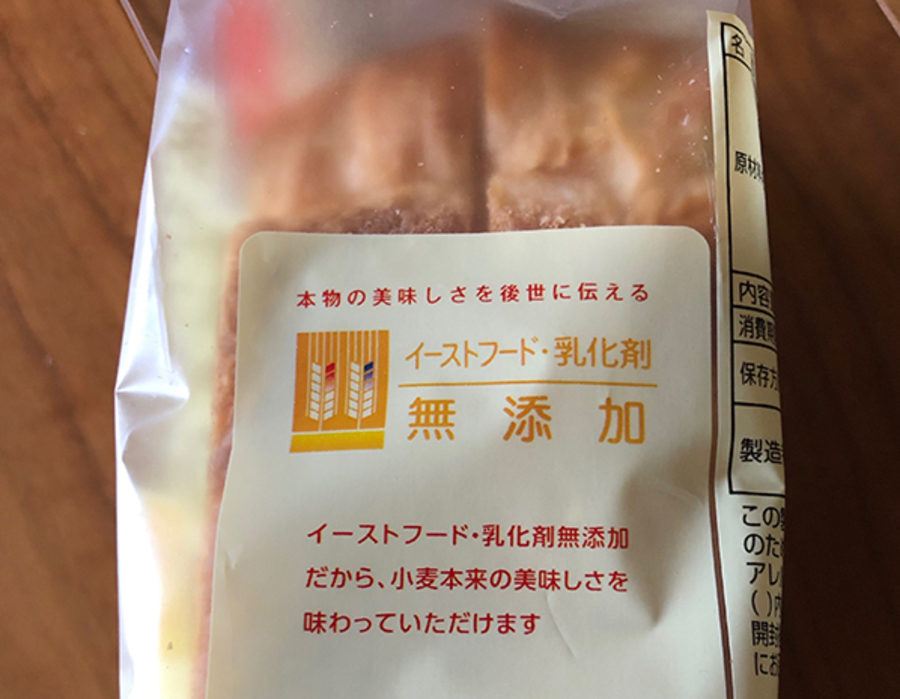 本物の美味しさを後世に伝える
イーストフード・乳化剤
無添加
イーストフード・乳化剤無添加
だから、小麦本来の美味しさを
味わっていただけます
名
原材
内容
消費期
保存方
製造
この
のた
アレ
( )内
開封
にお